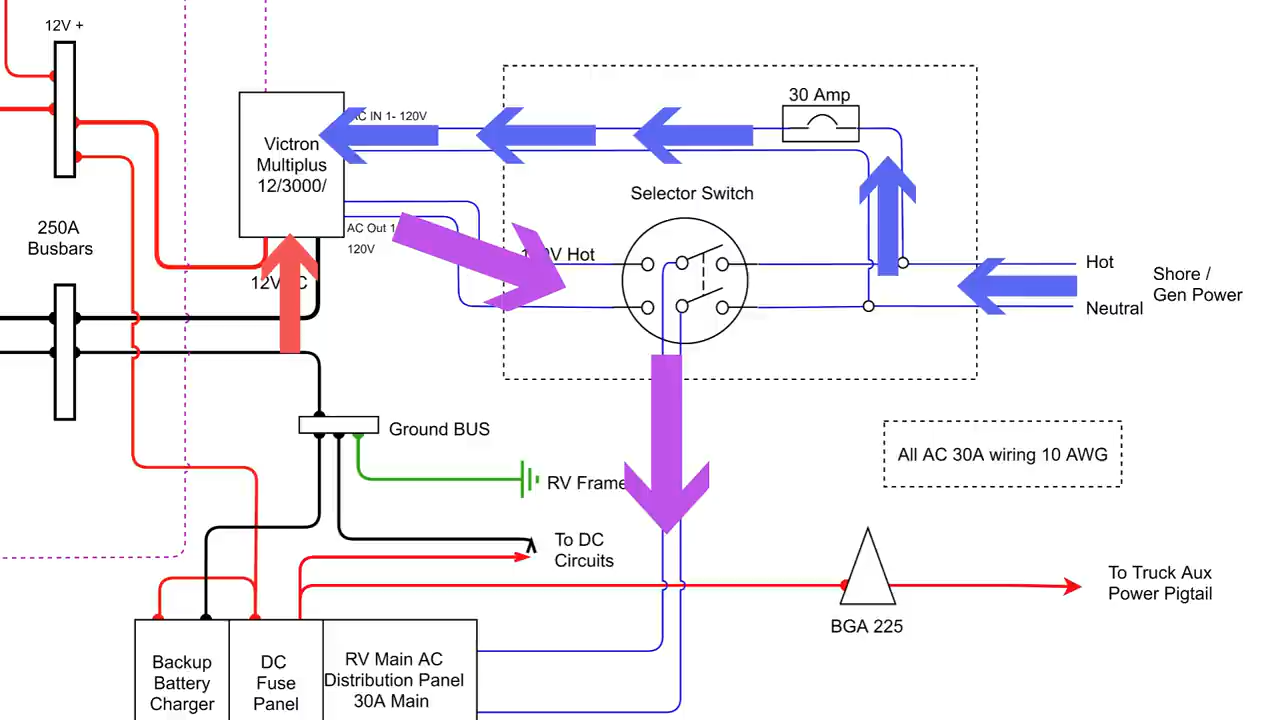 12V +
30 Amp
AC IN 1- 120V
Victron
Multiplus
12/3000/
Selector Switch
250A
Busbars
AC Out 1
120V
Hot
Hot
Shore /
Gen Power
Neutral
Ground BUS
All AC 30A wiring 10 AWG
RV Frame
To DC
Circuits
To Truck Aux
Power Pigtail
BGA 225
Backup
Battery
Charger
DC
Fuse
Panel
RV Main AC
Distribution Panel
30A Main